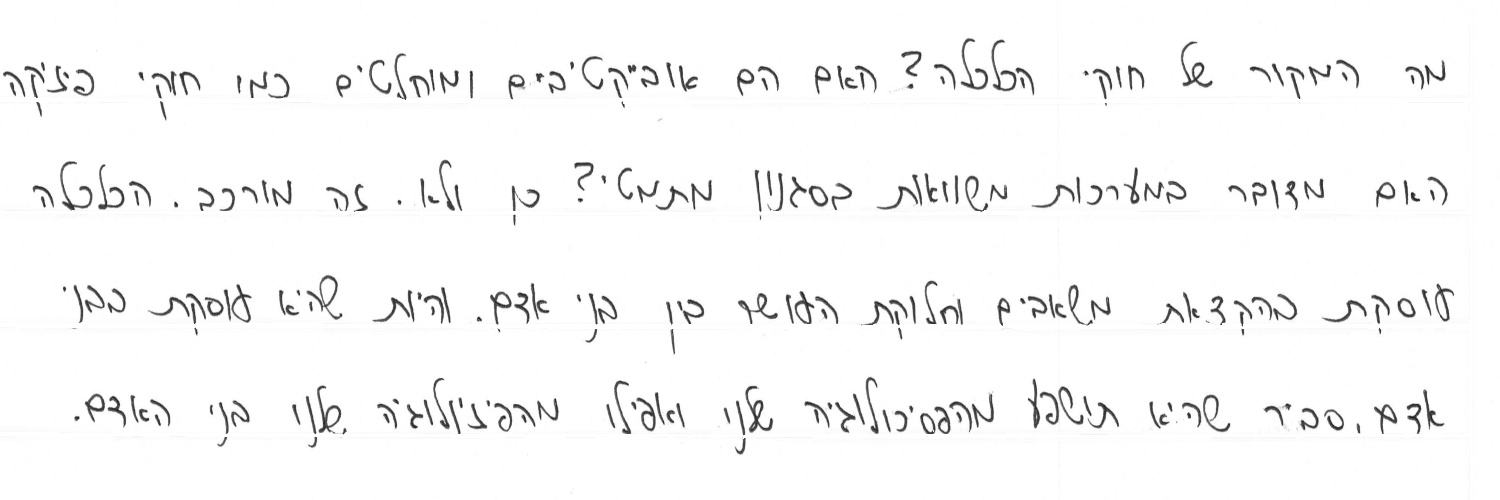 מה המקור של חוקי הכלכלה? האם הם אובייקטיביים ומוחלטים כמו חוקי פיזיקה
האם מדובר במערכות משוואות בסגנון מתמטי? כן ולא. זה מורכב. הכלכלה
עוסקת בהקצאת משאבים וחלוקת העושר בין בני אדם. והיות שהיא עוסקת בבני
אדם, סביר שהיא תושפע מהפסיכולוגיה שלנו ואפילו מהפיזיולוגיה שלנו בני האדם.